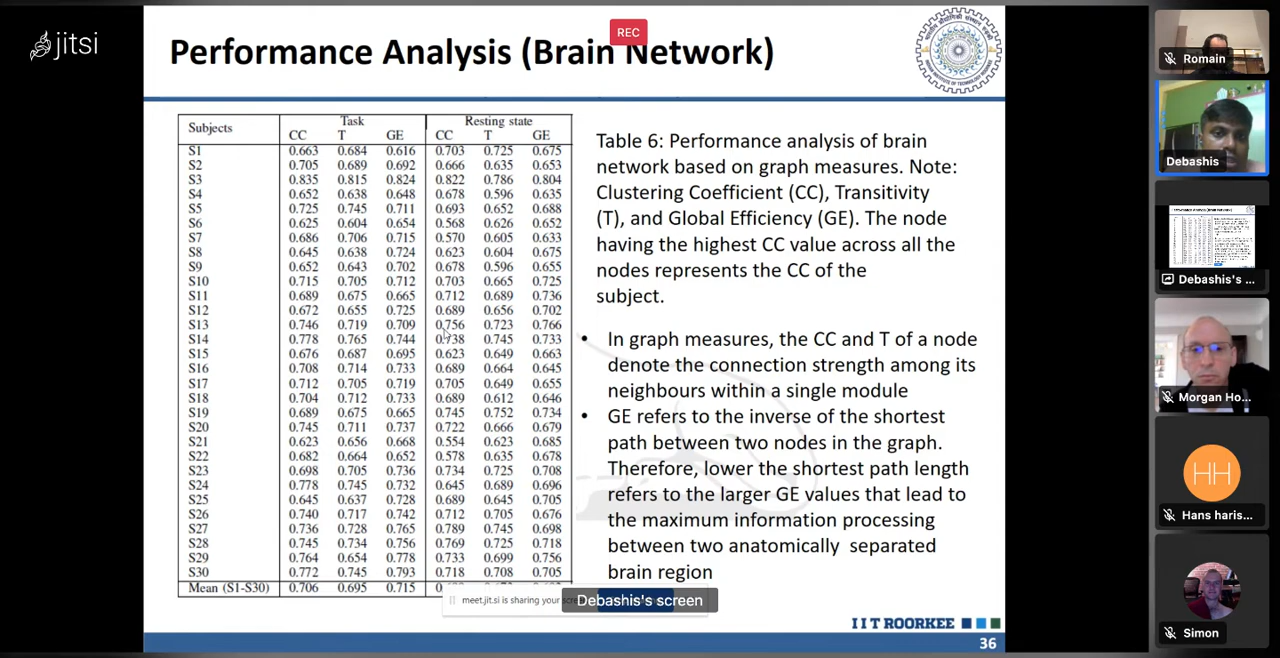 jitsi
REC
Performance Analysis (Brain Network)
Subjects Task Resting state
CC T GE CC T GE
S1 0.663 0.684 0.616 0.703 0.725 0.675
S2 0.705 0.689 0.692 0.666 0.635 0.653
S3 0.835 0.815 0.824 0.822 0.786 0.804
S4 0.652 0.638 0.648 0.678 0.596 0.635
S5 0.725 0.745 0.711 0.693 0.652 0.688
S6 0.625 0.604 0.654 0.568 0.626 0.652
S7 0.686 0.706 0.715 0.570 0.605 0.633
S8 0.645 0.638 0.724 0.623 0.604 0.675
S9 0.652 0.643 0.702 0.678 0.596 0.655
S10 0.715 0.705 0.712 0.703 0.665 0.725
S11 0.689 0.675 0.665 0.712 0.689 0.736
S12 0.672 0.655 0.725 0.689 0.656 0.702
S13 0.746 0.719 0.709 0.756 0.723 0.766
S14 0.778 0.765 0.744 0.738 0.745 0.733
S15 0.676 0.687 0.695 0.623 0.649 0.663
S16 0.708 0.714 0.733 0.689 0.664 0.645
S17 0.712 0.705 0.719 0.705 0.649 0.655
S18 0.704 0.712 0.733 0.689 0.612 0.646
S19 0.689 0.675 0.665 0.745 0.752 0.734
S20 0.745 0.711 0.737 0.722 0.666 0.679
S21 0.623 0.656 0.668 0.554 0.623 0.685
S22 0.682 0.664 0.652 0.578 0.635 0.678
S23 0.698 0.705 0.736 0.734 0.725 0.708
S24 0.778 0.745 0.732 0.645 0.689 0.696
S25 0.645 0.637 0.728 0.689 0.645 0.705
S26 0.740 0.717 0.742 0.712 0.705 0.676
S27 0.736 0.728 0.765 0.789 0.745 0.698
S28 0.745 0.734 0.756 0.769 0.725 0.718
S29 0.764 0.654 0.778 0.733 0.699 0.756
S30 0.772 0.745 0.793 0.718 0.708 0.705
Mean (S1-S30) 0.706 0.695 0.715
Table 6: Performance analysis of brain
network based on graph measures. Note:
Clustering Coefficient (CC), Transitivity
(T), and Global Efficiency (GE). The node
having the highest CC value across all the
nodes represents the CC of the
subject.
• In graph measures, the CC and T of a node
denote the connection strength among its
neighbours within a single module
• GE refers to the inverse of the shortest
path between two nodes in the graph.
Therefore, lower the shortest path length
refers to the larger GE values that lead to
the maximum information processing
between two anatomically separated
brain region
meet.jit.si is sharing your
Debashis's screen
IIT ROORKEE
36
Romain
Debashis
Debashis's ...
Morgan Ho...
HH
Hans haris...
Simon